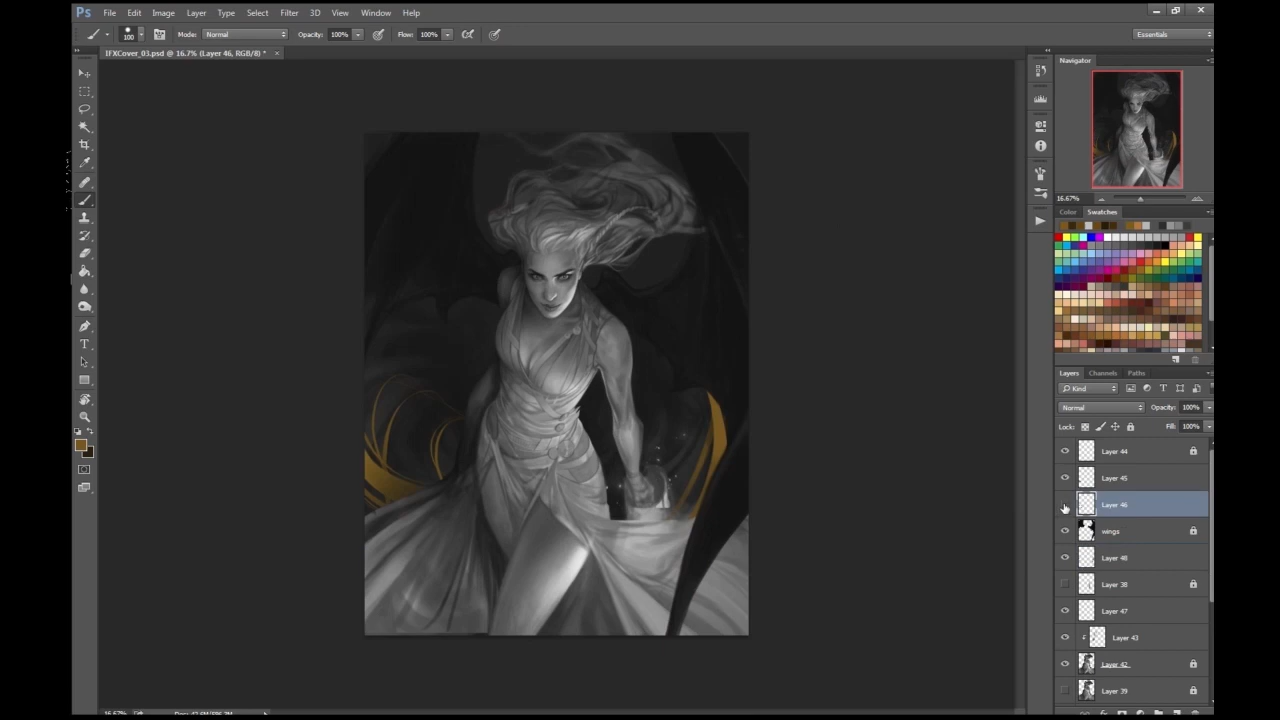 Ps File Edit Image Layer Type Select Filter 3D View Window Help
100 Mode: Normal Opacity: 100% Flow: 100% Essentials
IFXCover_03.psd @ 16.7% (Layer 46, RGB/8) * ×
Navigator
16.67%
Color Swatches
Layers Channels Paths
Kind
Normal Opacity: 100%
Lock: Fill: 100%
Layer 44
Layer 45
Layer 46
wings
Layer 48
Layer 38
Layer 47
Layer 43
Layer 42
Layer 39